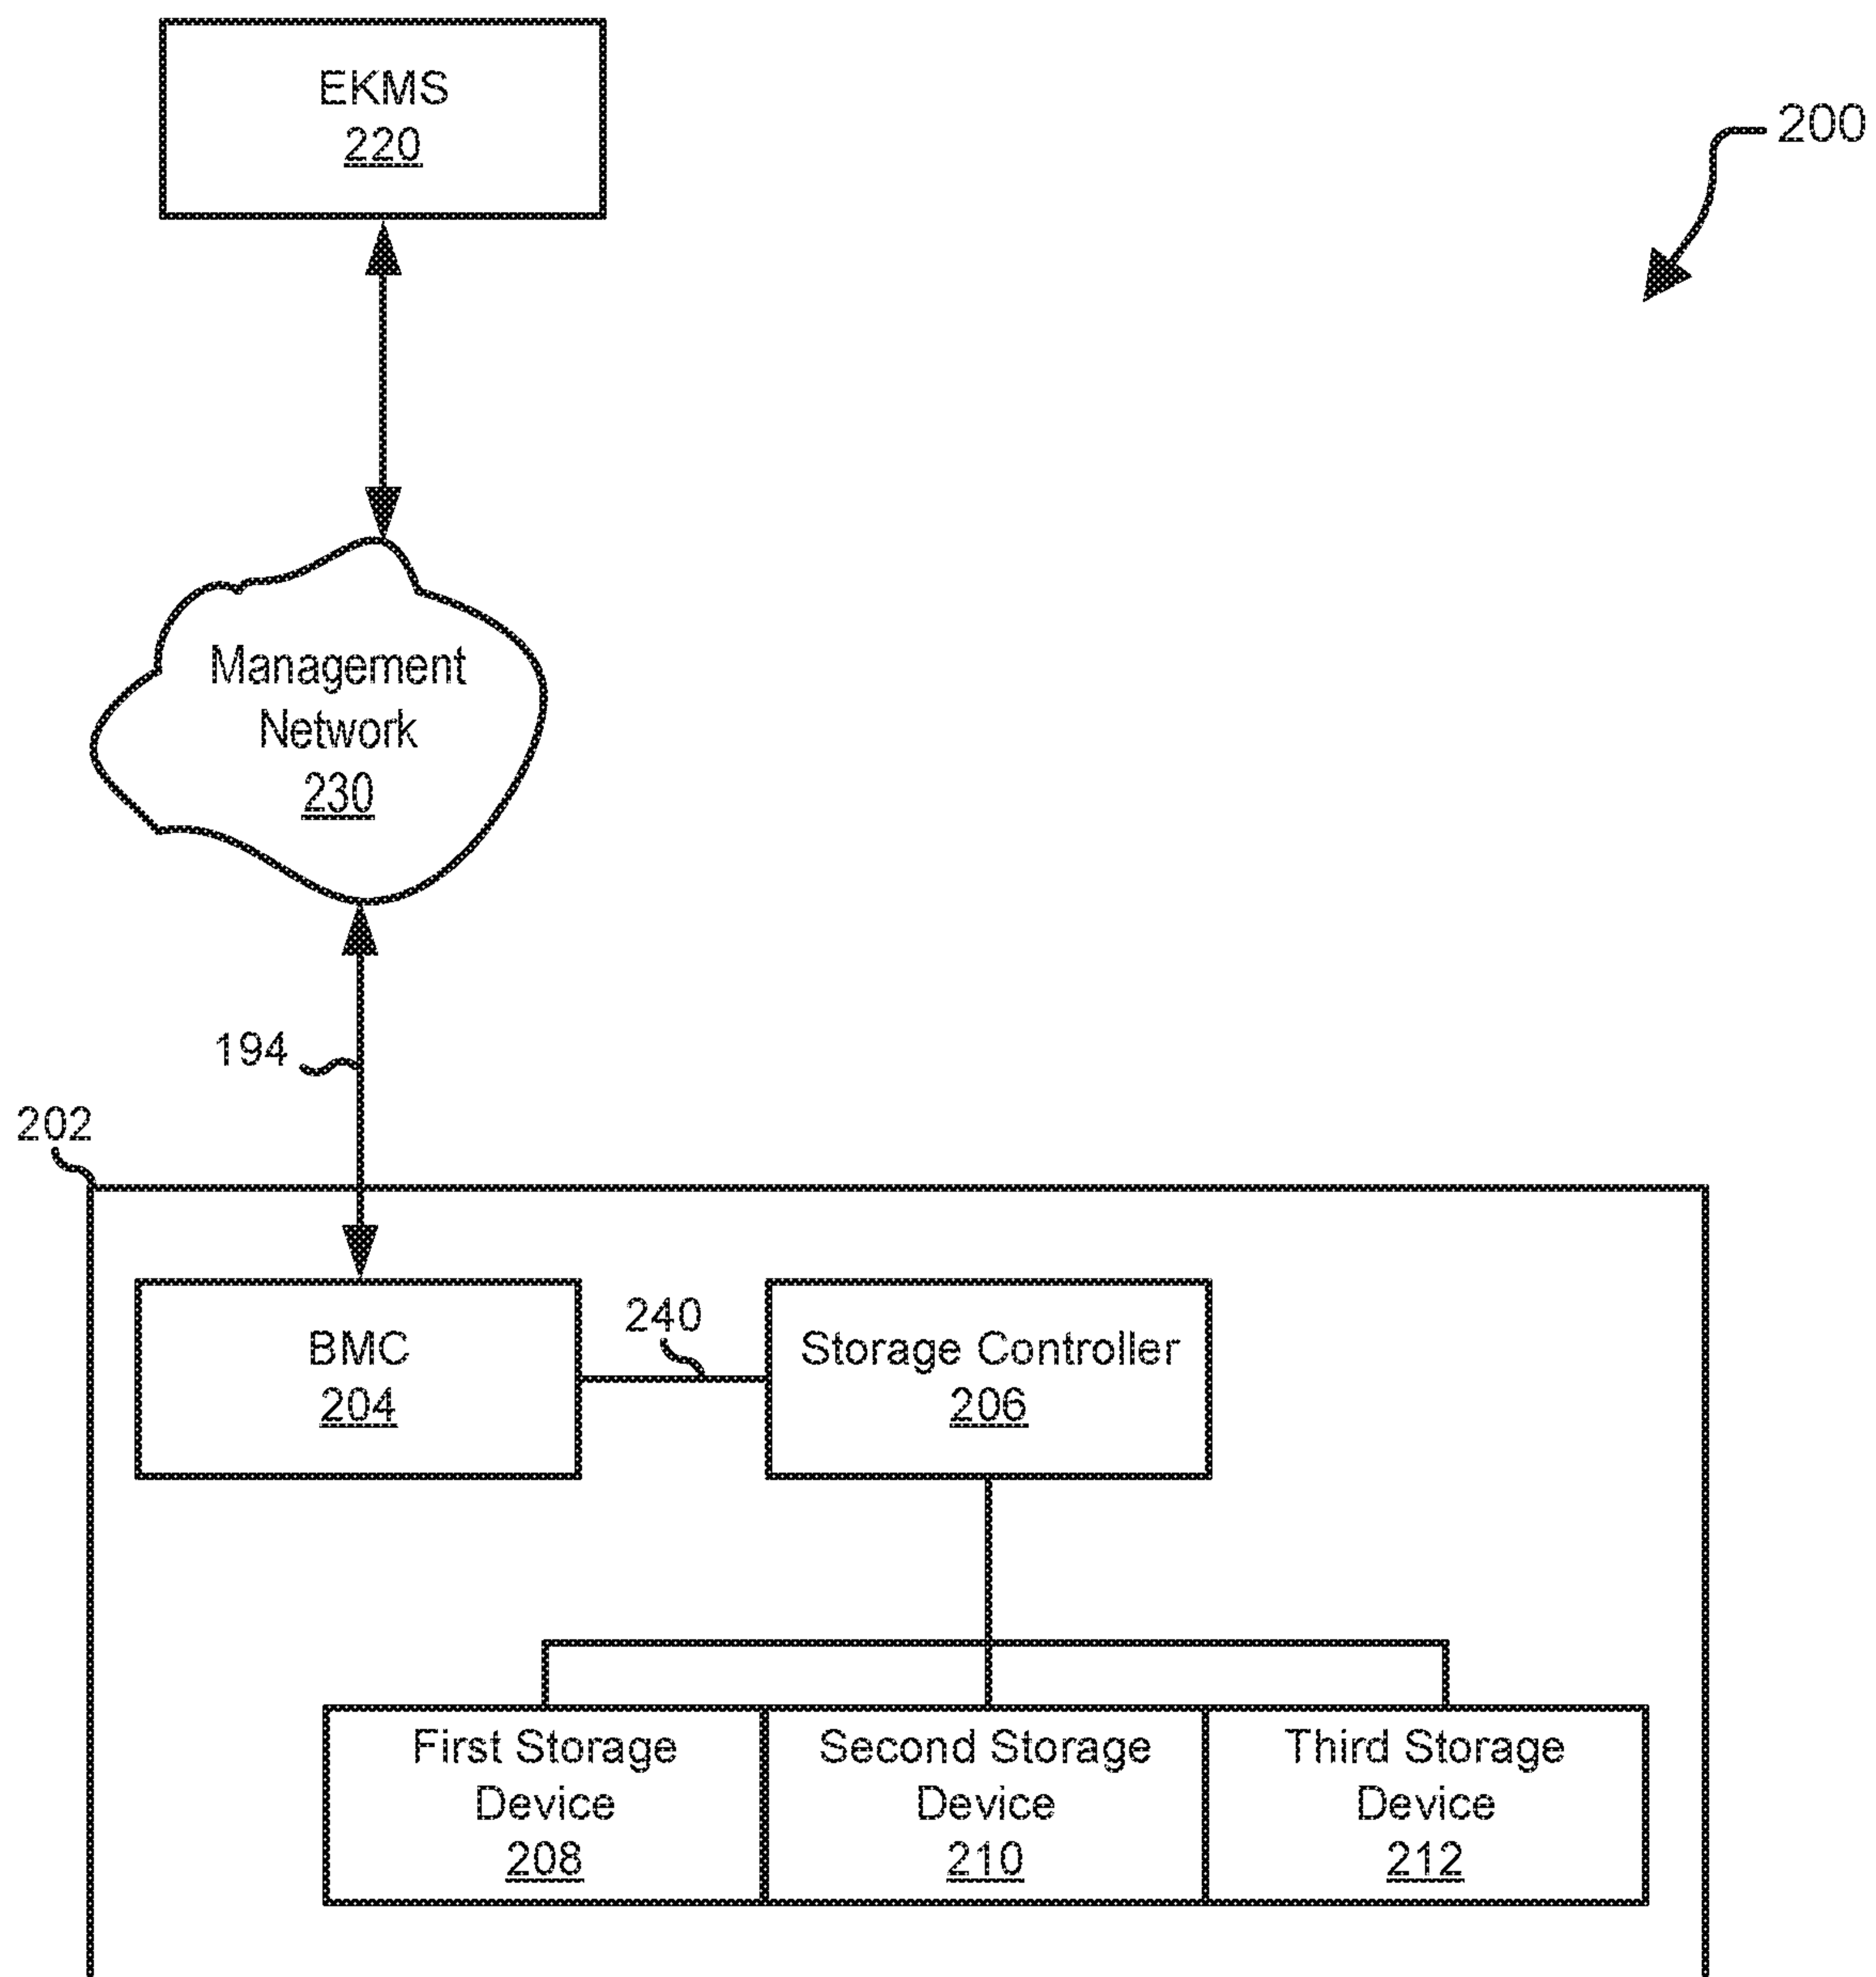 EKMS
220
200
Management
Network
230
194
202
BMC
204
240
Storage Controller
206
First Storage
Device
208
Second Storage
Device
210
Third Storage
Device
212